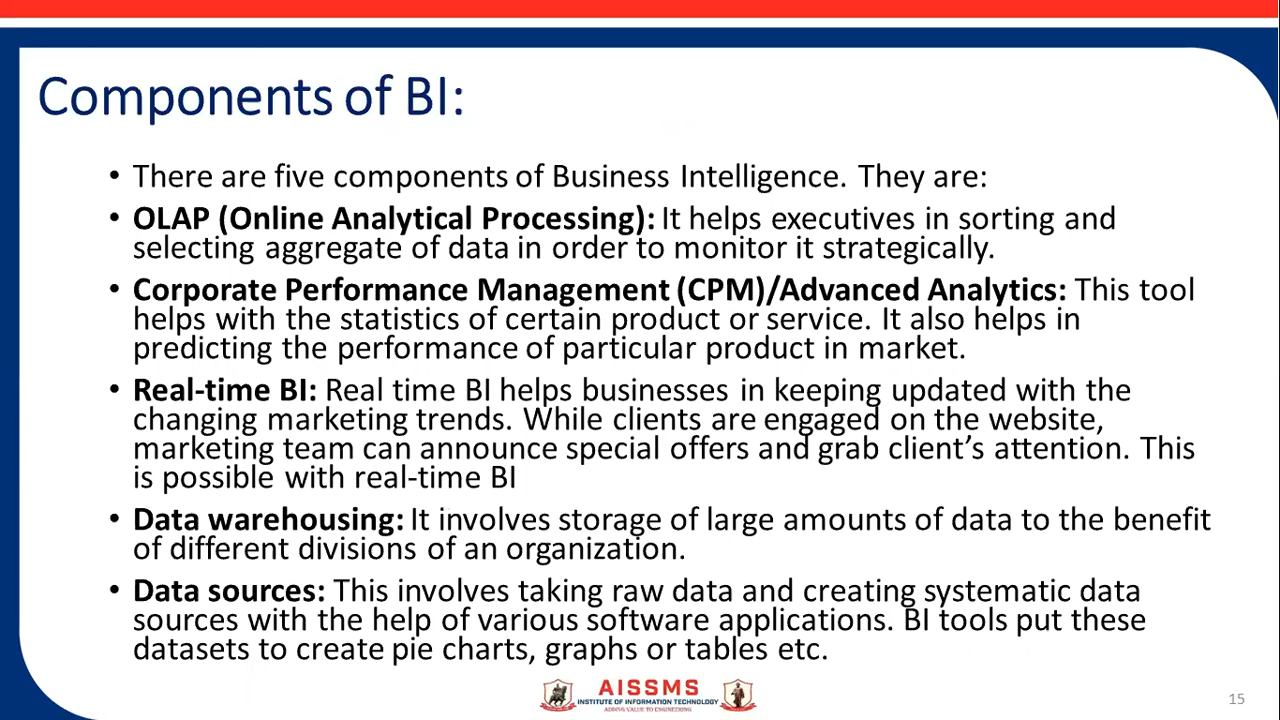 Components of BI:
• There are five components of Business Intelligence. They are:
• OLAP (Online Analytical Processing): It helps executives in sorting and
selecting aggregate of data in order to monitor it strategically.
• Corporate Performance Management (CPM)/Advanced Analytics: This tool
helps with the statistics of certain product or service. It also helps in
predicting the performance of particular product in market.
• Real-time BI: Real time BI helps businesses in keeping updated with the
changing marketing trends. While clients are engaged on the website,
marketing team can announce special offers and grab client’s attention. This
is possible with real-time BI
• Data warehousing: It involves storage of large amounts of data to the benefit
of different divisions of an organization.
• Data sources: This involves taking raw data and creating systematic data
sources with the help of various software applications. BI tools put these
datasets to create pie charts, graphs or tables etc.
AISSMS
INSTITUTE OF INFORMATION TECHNOLOGY
ADDING VALUE TO ENGINEERING
15